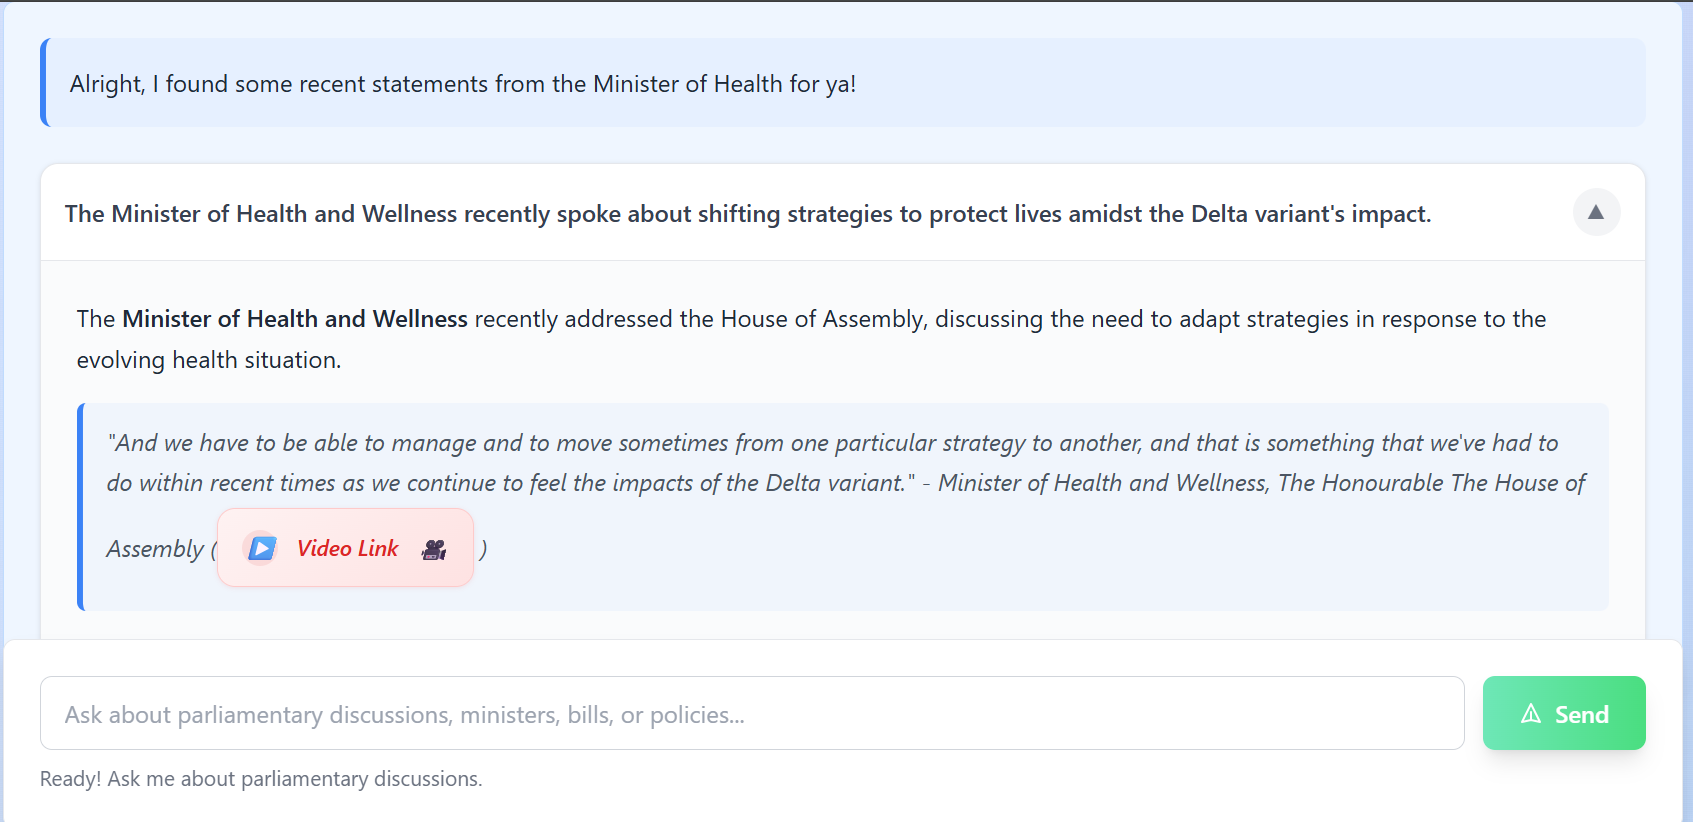 Alright, I found some recent statements from the Minister of Health for ya!
The Minister of Health and Wellness recently spoke about shifting strategies to protect lives amidst the Delta variant's impact.
The Minister of Health and Wellness recently addressed the House of Assembly, discussing the need to adapt strategies in response to the
evolving health situation.
"And we have to be able to manage and to move sometimes from one particular strategy to another, and that is something that we've had to
do within recent times as we continue to feel the impacts of the Delta variant." - Minister of Health and Wellness, The Honourable The House of
Assembly ( Video Link )
Ask about parliamentary discussions, ministers, bills, or policies...
Send
Ready! Ask me about parliamentary discussions.